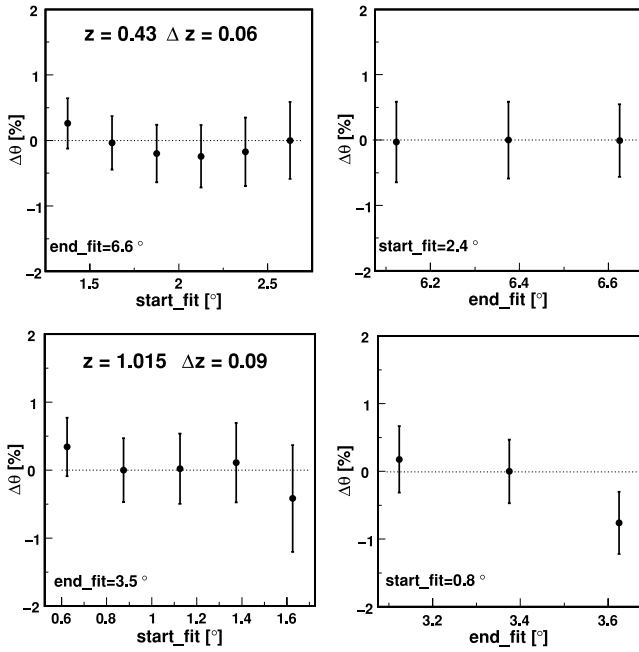 z = 0.43 Δ z = 0.06
2
1
0
−1
−2
Δθ [%]
end_fit=6.6 °
1.5 2 2.5
start_fit [°]
2
1
0
−1
−2
Δθ [%]
start_fit=2.4 °
6.2 6.4 6.6
end_fit [°]
z = 1.015 Δz = 0.09
2
1
0
−1
−2
Δθ [%]
end_fit=3.5 °
0.6 0.8 1 1.2 1.4 1.6
start_fit [°]
2
1
0
−1
−2
Δθ [%]
start_fit=0.8 °
3.2 3.4 3.6
end_fit [°]